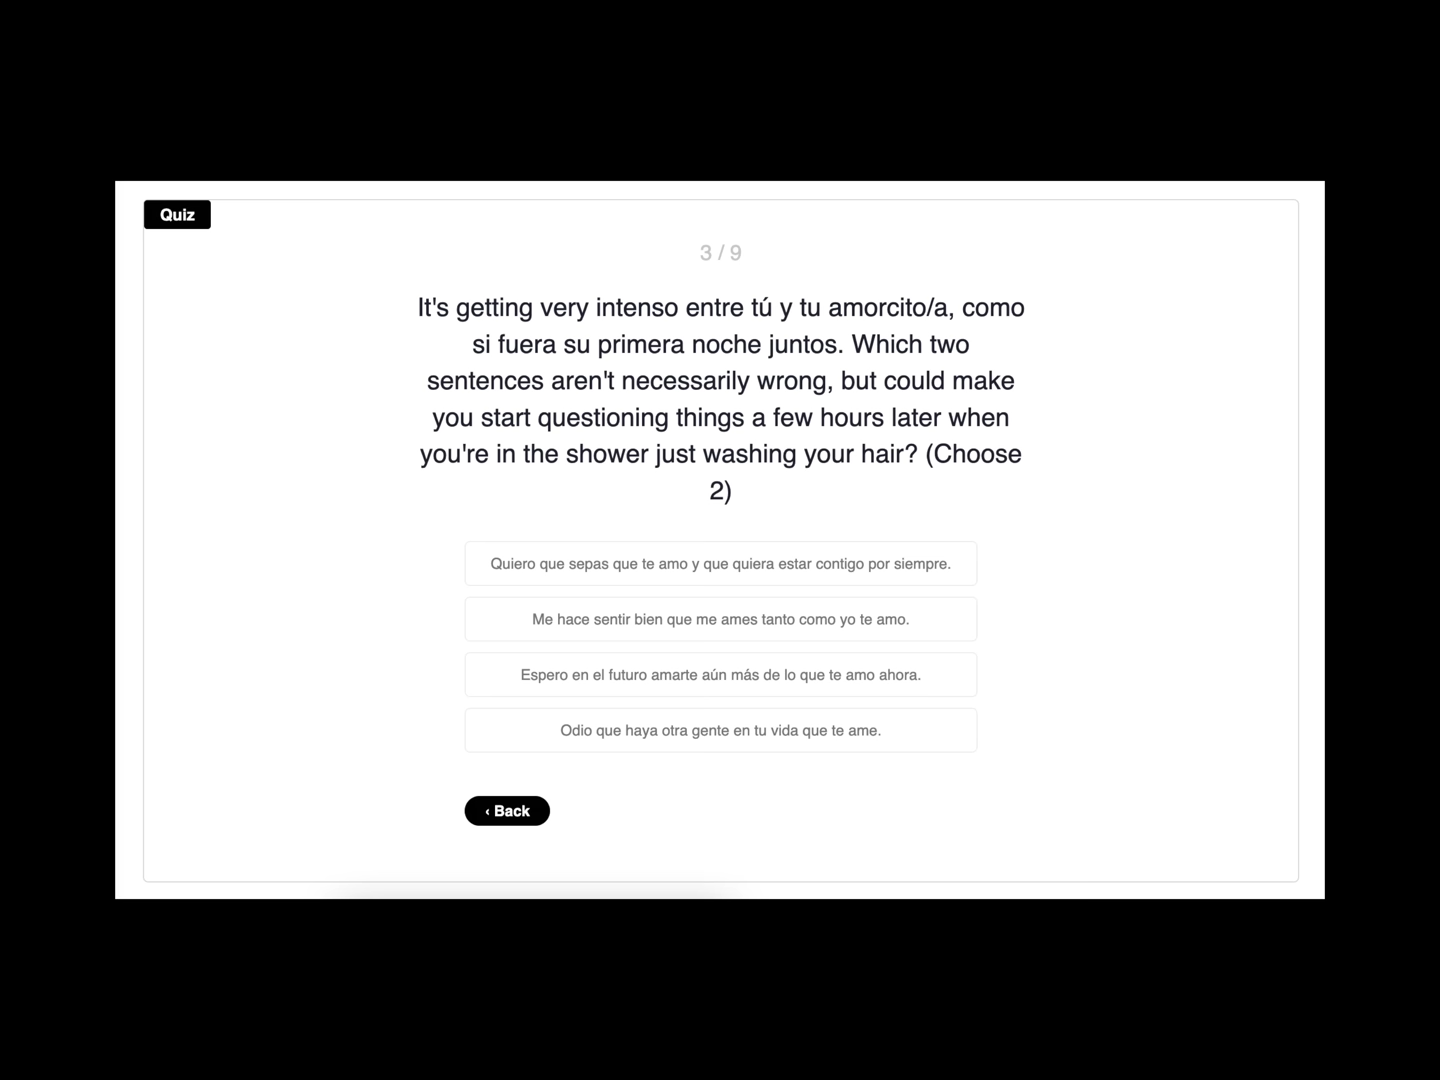 Quiz
3 / 9
It's getting very intenso entre tú y tu amorcito/a, como
si fuera su primera noche juntos. Which two
sentences aren't necessarily wrong, but could make
you start questioning things a few hours later when
you're in the shower just washing your hair? (Choose
2)
Quiero que sepas que te amo y que quiera estar contigo por siempre.
Me hace sentir bien que me ames tanto como yo te amo.
Espero en el futuro amarte aún más de lo que te amo ahora.
Odio que haya otra gente en tu vida que te ame.
‹ Back